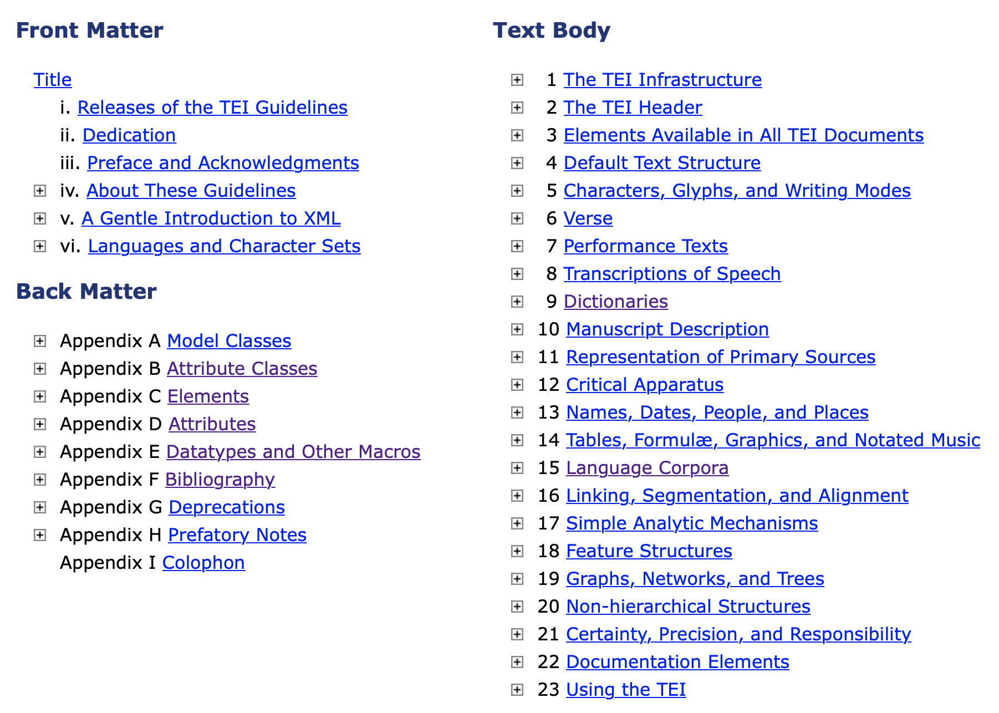 Front Matter
Title
i. Releases of the TEI Guidelines
ii. Dedication
iii. Preface and Acknowledgments
iv. About These Guidelines
v. A Gentle Introduction to XML
vi. Languages and Character Sets
Back Matter
Appendix A Model Classes
Appendix B Attribute Classes
Appendix C Elements
Appendix D Attributes
Appendix E Datatypes and Other Macros
Appendix F Bibliography
Appendix G Deprecations
Appendix H Prefatory Notes
Appendix I Colophon
Text Body
1 The TEI Infrastructure
2 The TEI Header
3 Elements Available in All TEI Documents
4 Default Text Structure
5 Characters, Glyphs, and Writing Modes
6 Verse
7 Performance Texts
8 Transcriptions of Speech
9 Dictionaries
10 Manuscript Description
11 Representation of Primary Sources
12 Critical Apparatus
13 Names, Dates, People, and Places
14 Tables, Formulæ, Graphics, and Notated Music
15 Language Corpora
16 Linking, Segmentation, and Alignment
17 Simple Analytic Mechanisms
18 Feature Structures
19 Graphs, Networks, and Trees
20 Non-hierarchical Structures
21 Certainty, Precision, and Responsibility
22 Documentation Elements
23 Using the TEI